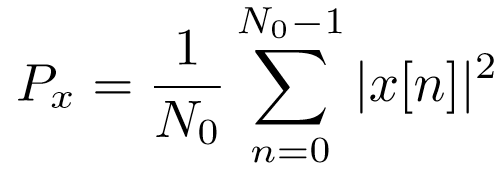 $P_x = \frac{1}{N_0} \sum_{n=0}^{N_0-1} |x[n]|^2$